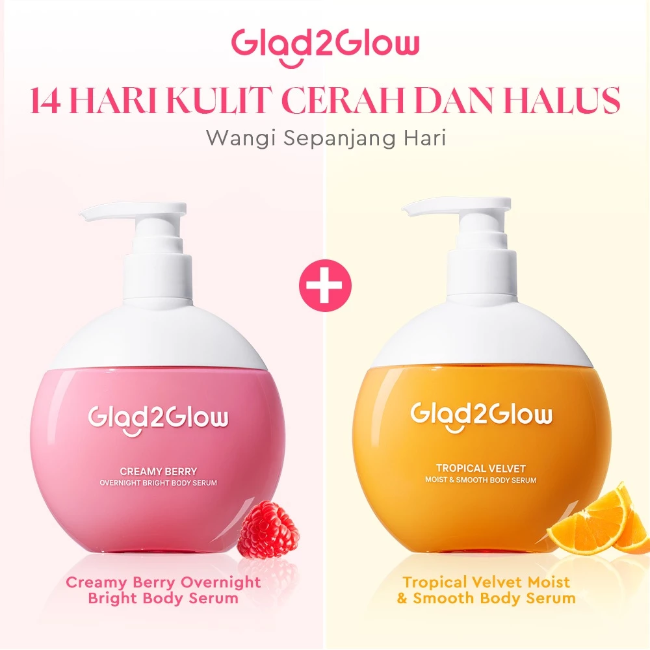 Glad2Glow
14 HARI KULIT CERAH DAN HALUS
Wangi Sepanjang Hari
Glad2Glow
CREAMY BERRY
OVERNIGHT BRIGHT BODY SERUM
Glad2Glow
TROPICAL VELVET
MOIST & SMOOTH BODY SERUM
Creamy Berry Overnight
Bright Body Serum
Tropical Velvet Moist
& Smooth Body Serum